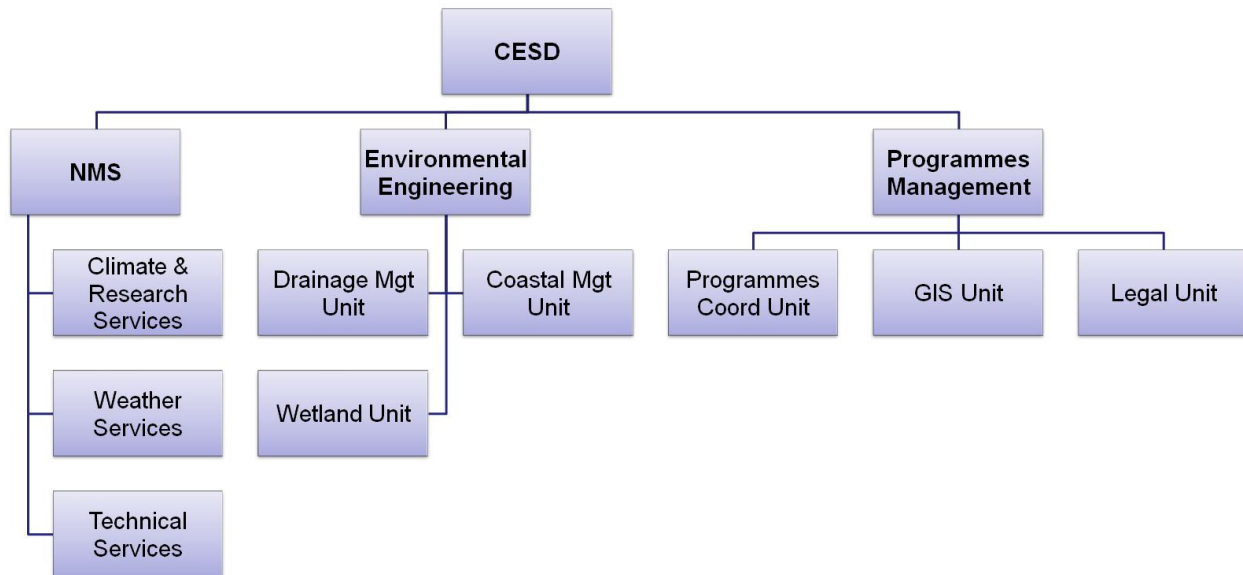 CESD
NMS
Environmental
Engineering
Programmes
Management
Climate &
Research
Services
Drainage Mgt
Unit
Coastal Mgt
Unit
Programmes
Coord Unit
GIS Unit
Legal Unit
Weather
Services
Wetland Unit
Technical
Services